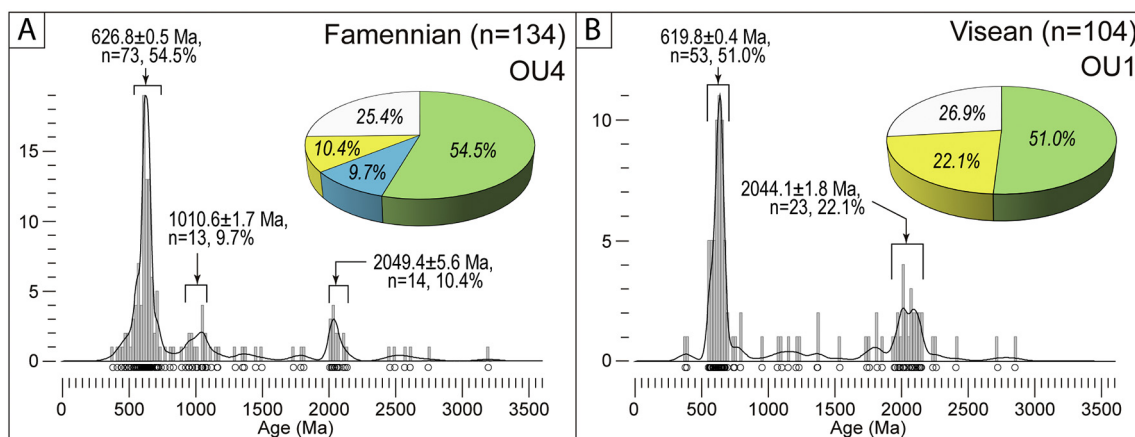 A
Famennian (n=134)
OU4
626.8±0.5 Ma,
n=73, 54.5%
25.4%
10.4%
9.7%
54.5%
1010.6±1.7 Ma,
n=13, 9.7%
2049.4±5.6 Ma,
n=14, 10.4%
15
10
5
0
0 500 1000 1500 2000 2500 3000 3500
Age (Ma)
B
Visean (n=104)
OU1
619.8±0.4 Ma,
n=53, 51.0%
26.9%
22.1%
51.0%
2044.1±1.8 Ma,
n=23, 22.1%
10
5
0
0 500 1000 1500 2000 2500 3000 3500
Age (Ma)